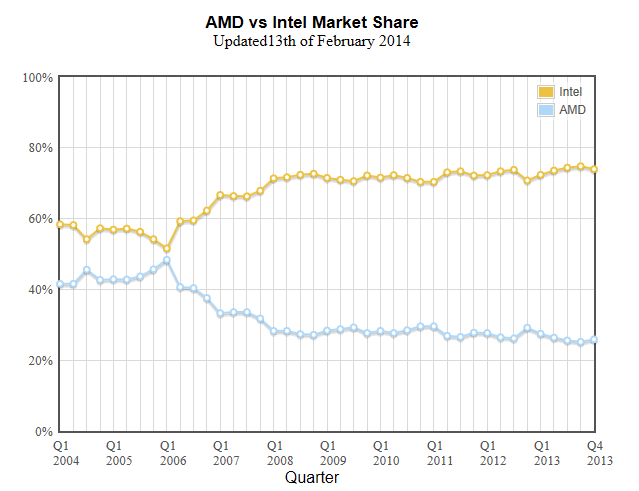 AMD vs Intel Market Share
Updated13th of February 2014
100%
Intel
AMD
80%
60%
40%
20%
0%
Q1 Q1 Q1 Q1 Q1 Q1 Q1 Q1 Q1 Q1 Q4
2004 2005 2006 2007 2008 2009 2010 2011 2012 2013 2013
Quarter